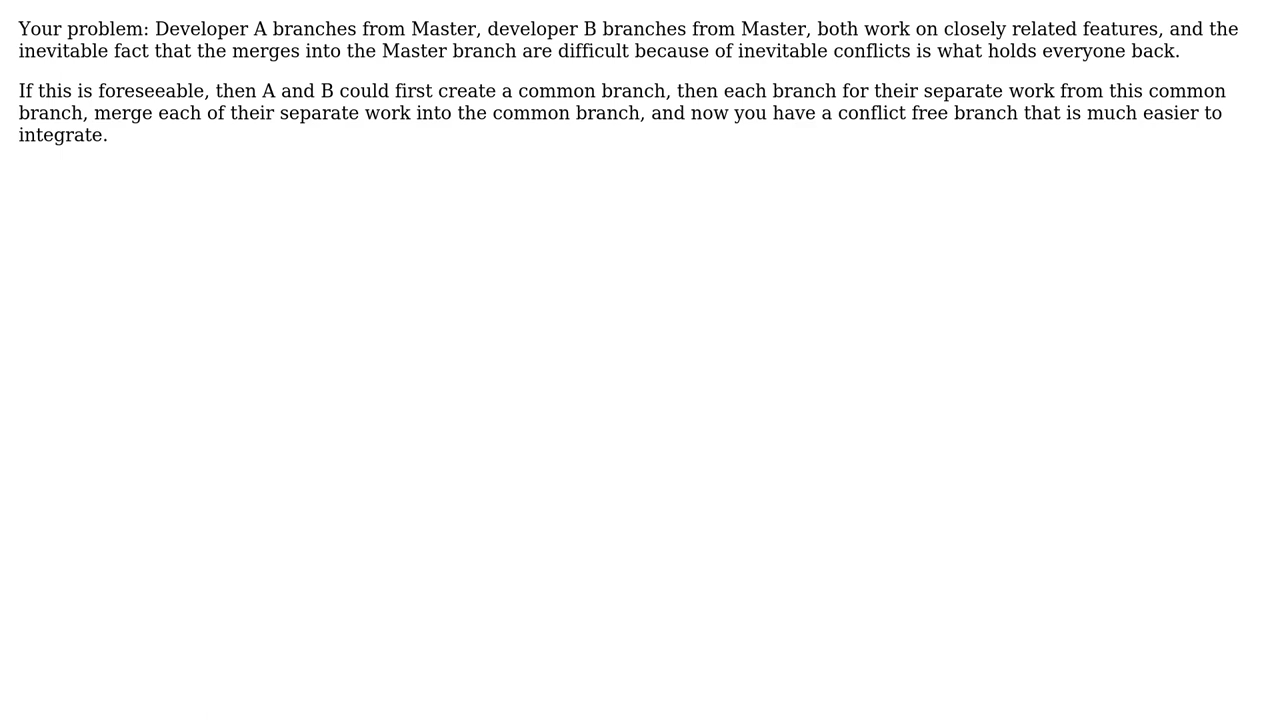 Your problem: Developer A branches from Master, developer B branches from Master, both work on closely related features, and the
inevitable fact that the merges into the Master branch are difficult because of inevitable conflicts is what holds everyone back.
If this is foreseeable, then A and B could first create a common branch, then each branch for their separate work from this common
branch, merge each of their separate work into the common branch, and now you have a conflict free branch that is much easier to
integrate.